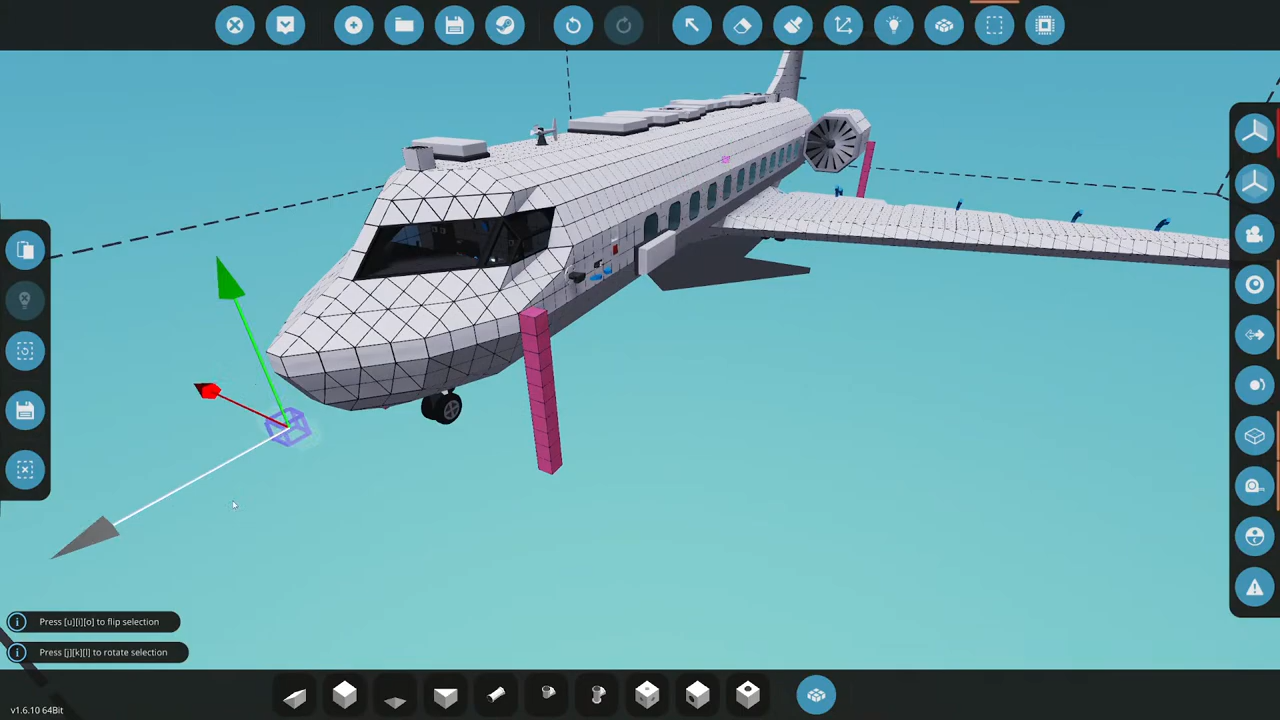 Press [u][i][o] to flip selection
Press [j][k][l] to rotate selection
v1.6.10 64Bit